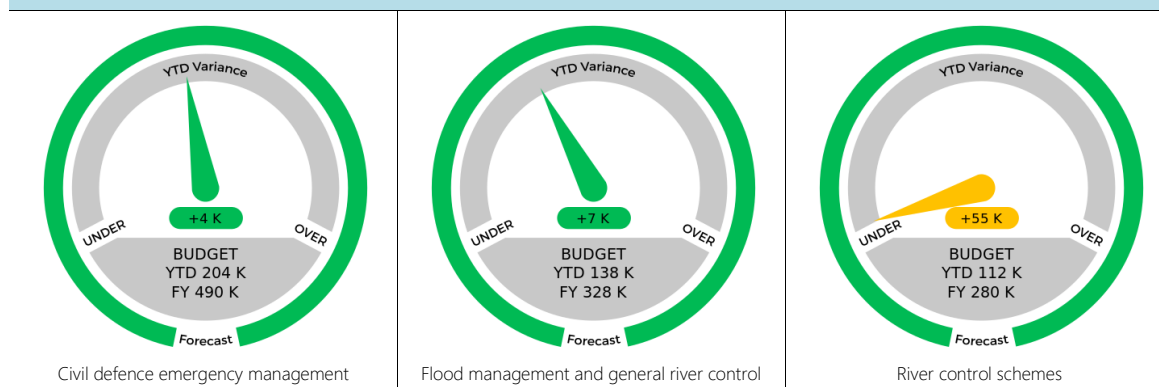 YTD Variance
+4 K
UNDER
OVER
BUDGET
YTD 204 K
FY 490 K
Forecast
Civil defence emergency management
YTD Variance
+7 K
UNDER
OVER
BUDGET
YTD 138 K
FY 328 K
Forecast
Flood management and general river control
YTD Variance
+55 K
UNDER
OVER
BUDGET
YTD 112 K
FY 280 K
Forecast
River control schemes